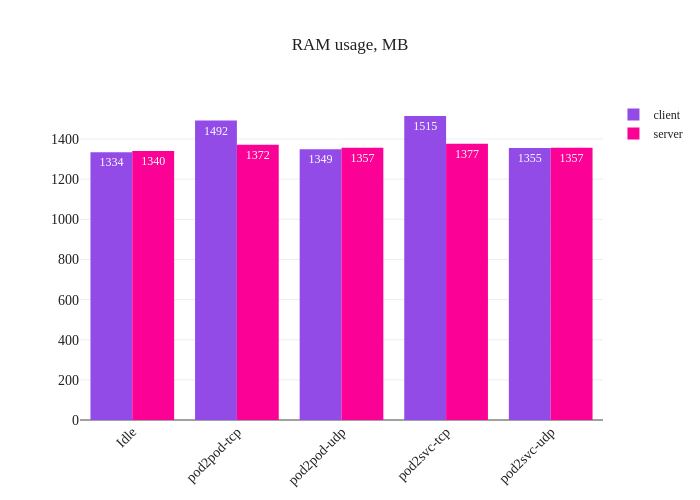 RAM usage, MB
client
server
1400
1200
1000
800
600
400
200
0
1334
1340
1492
1372
1349
1357
1515
1377
1355
1357
Idle
pod2pod-tcp
pod2pod-udp
pod2svc-tcp
pod2svc-udp